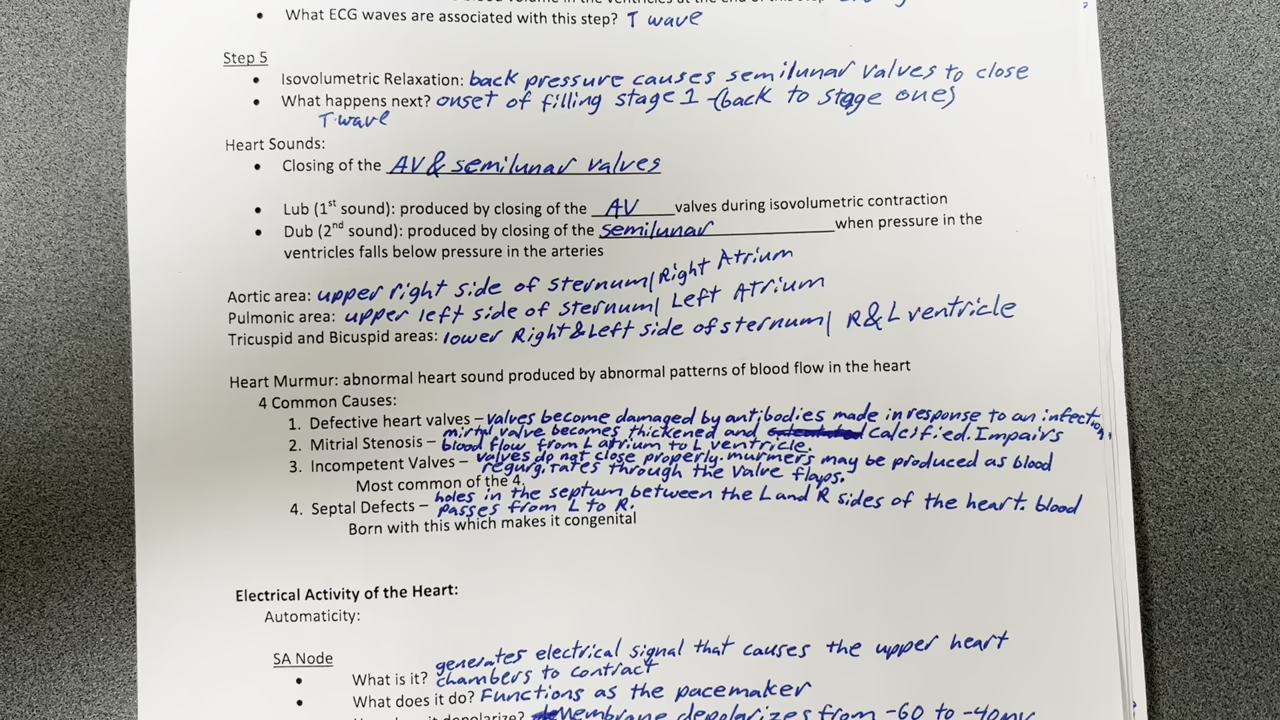 • What ECG waves are associated with this step? T wave
Step 5
• Isovolumetric Relaxation: back pressure causes semilunar valves to close
• What happens next? onset of filling stage 1 (back to stage one)
T wave
Heart Sounds:
• Closing of the AV & semilunar valves
• Lub (1st sound): produced by closing of the AV valves during isovolumetric contraction
• Dub (2nd sound): produced by closing of the semilunar when pressure in the
ventricles falls below pressure in the arteries
Aortic area: upper right side of sternum/Right Atrium
Pulmonic area: upper left side of sternum/ Left Atrium
Tricuspid and Bicuspid areas: lower Right & Left side of sternum/ R&L ventricle
Heart Murmur: abnormal heart sound produced by abnormal patterns of blood flow in the heart
4 Common Causes:
1. Defective heart valves – valves become damaged by antibodies made in response to an infection.
mirtal valve becomes thickened and calcified. Impairs
2. Mitrial Stenosis – blood flow from L atrium to L ventricle.
valves do not close properly. murmers may be produced as blood
3. Incompetent Valves – regurgitates through the valve flaps.
Most common of the 4.
holes in the septum between the L and R sides of the heart. blood
4. Septal Defects – passes from L to R.
Born with this which makes it congenital
Electrical Activity of the Heart:
Automaticity:
generates electrical signal that causes the upper heart
SA Node
• What is it? chambers to contract
• What does it do? Functions as the pacemaker
depolarize? Membrane depolarizes from -60 to -40mv